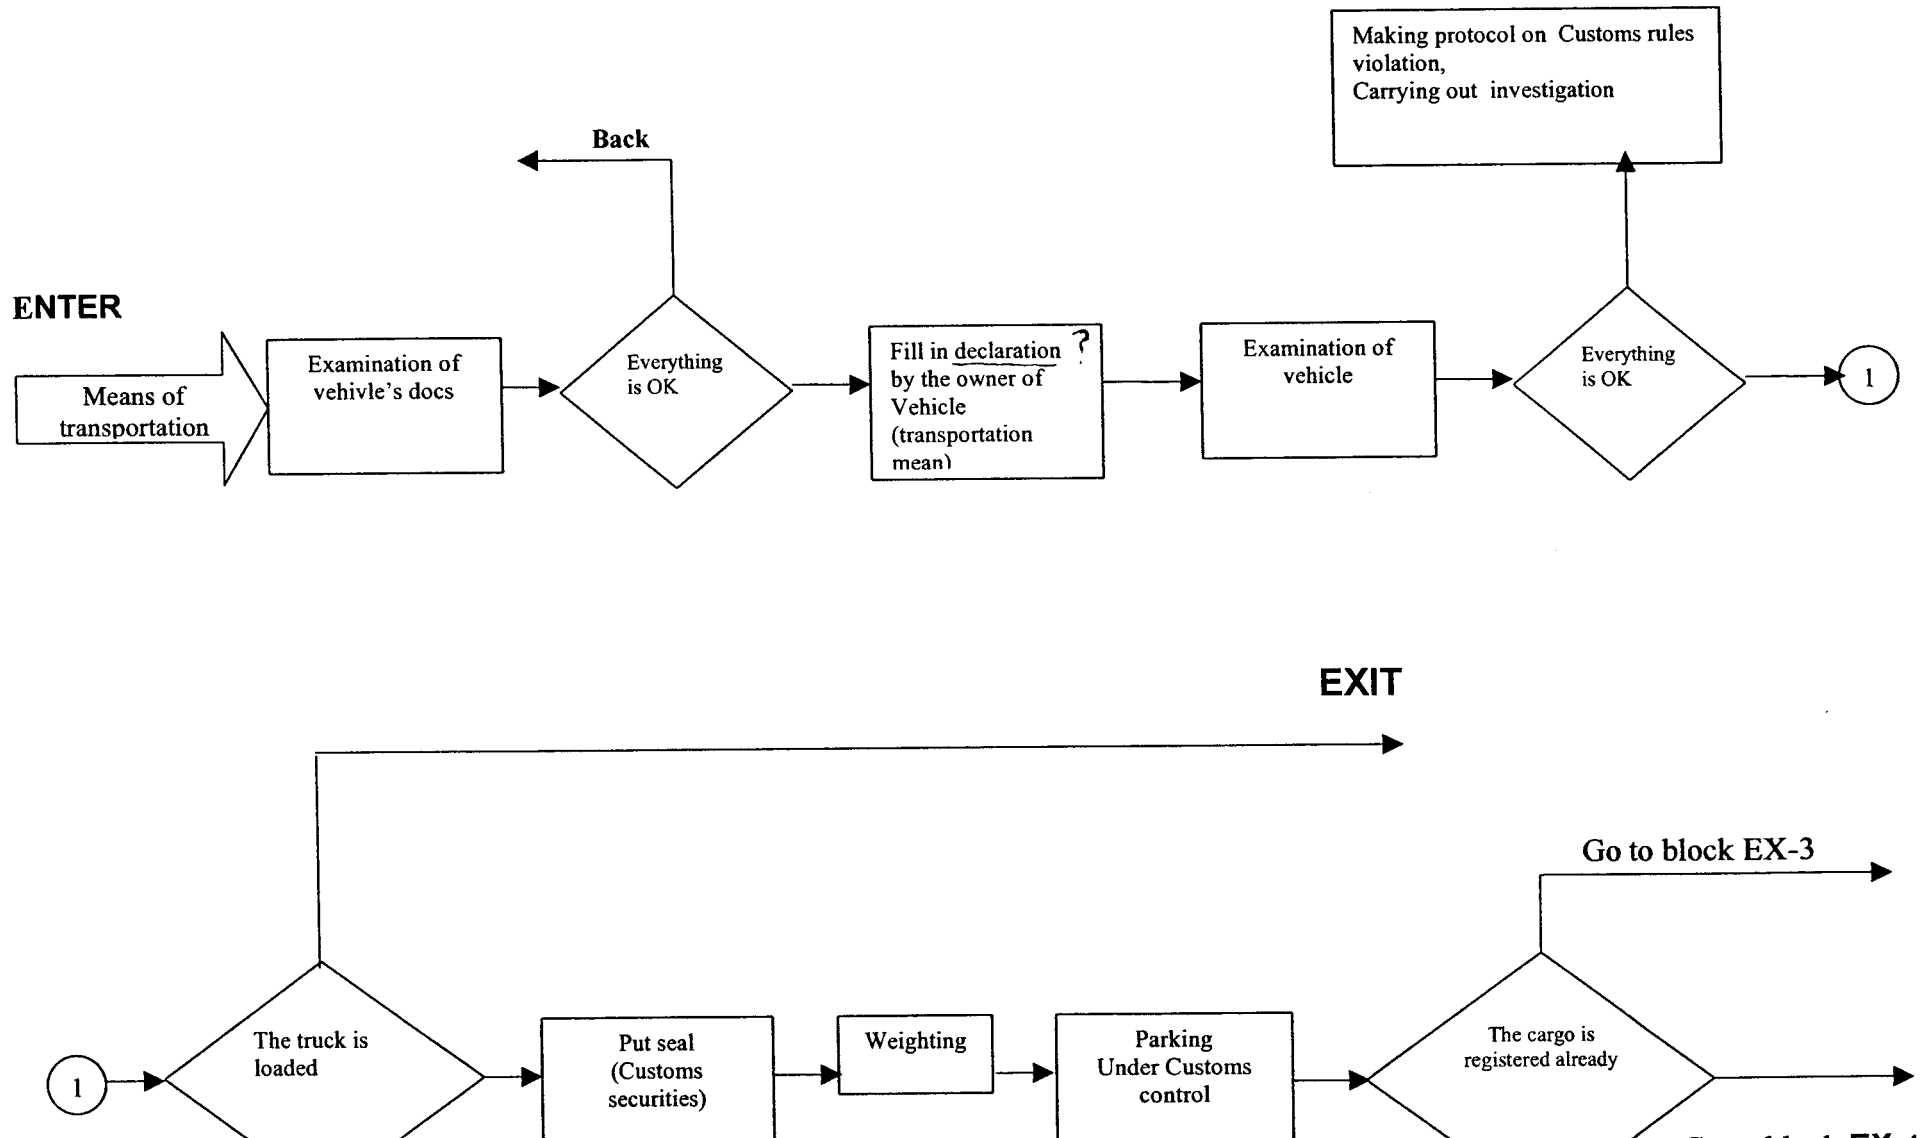 Making protocol on Customs rules
violation,
Carrying out investigation
Back
ENTER
Means of
transportation
Examination of
vehivle's docs
Everything
is OK
Fill in declaration ?
by the owner of
Vehicle
(transportation
mean)
Examination of
vehicle
Everything
is OK
1
EXIT
Go to block EX-3
1
The truck is
loaded
Put seal
(Customs
securities)
Weighting
Parking
Under Customs
control
The cargo is
registered already